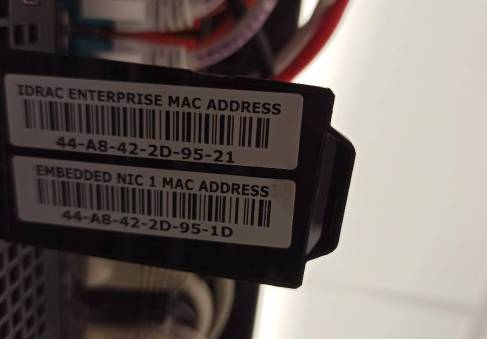 IDRAC ENTERPRISE MAC ADDRESS
44-A8-42-2D-95-21
EMBEDDED NIC 1 MAC ADDRESS
44-A8-42-2D-95-1D